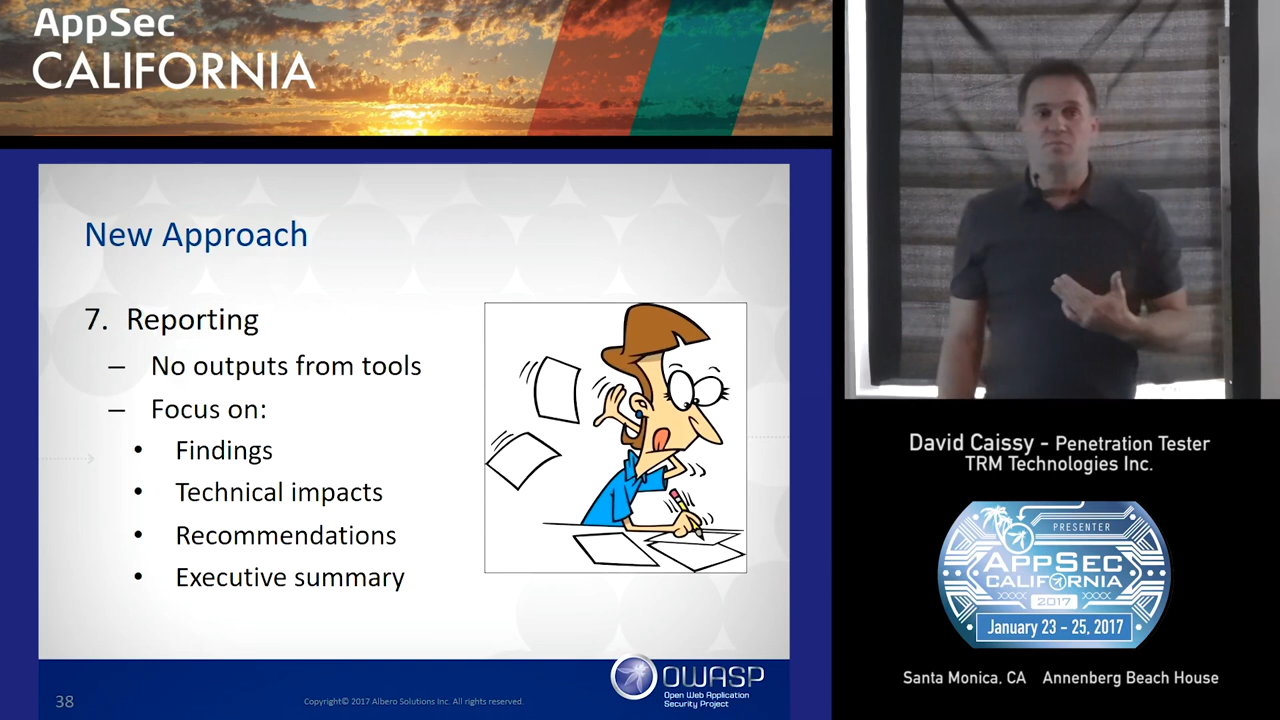 AppSec
CALIFORNIA
New Approach
7. Reporting
– No outputs from tools
– Focus on:
• Findings
• Technical impacts
• Recommendations
• Executive summary
38
Copyright© 2017 Albero Solutions Inc. All rights reserved.
OWASP
Open Web Application
Security Project
David Caissy - Penetration Tester
TRM Technologies Inc.
PRESENTER
APPSEC
CALIFORNIA
2017
January 23 – 25, 2017
Santa Monica, CA Annenberg Beach House